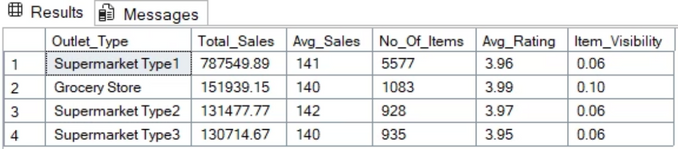 Results Messages
Outlet_Type Total_Sales Avg_Sales No_Of_Items Avg_Rating Item_Visibility
1 Supermarket Type1 787549.89 141 5577 3.96 0.06
2 Grocery Store 151939.15 140 1083 3.99 0.10
3 Supermarket Type2 131477.77 142 928 3.97 0.06
4 Supermarket Type3 130714.67 140 935 3.95 0.06